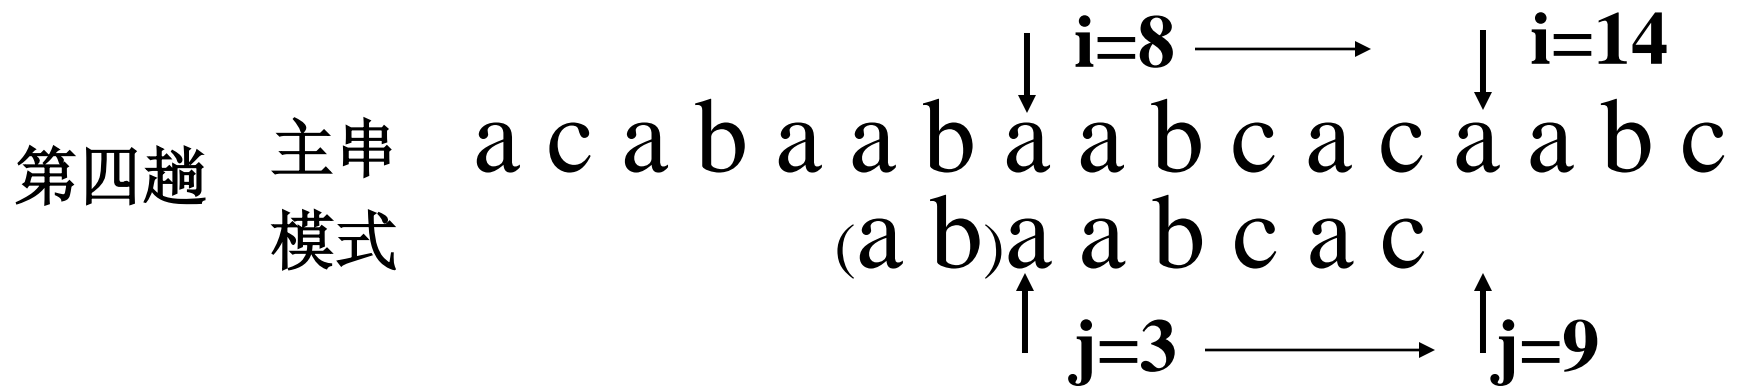 i=8 i=14
第四趟 主串 a c a b a a b a a b c a c a a b c
模式 (a b)a a b c a c
j=3 j=9